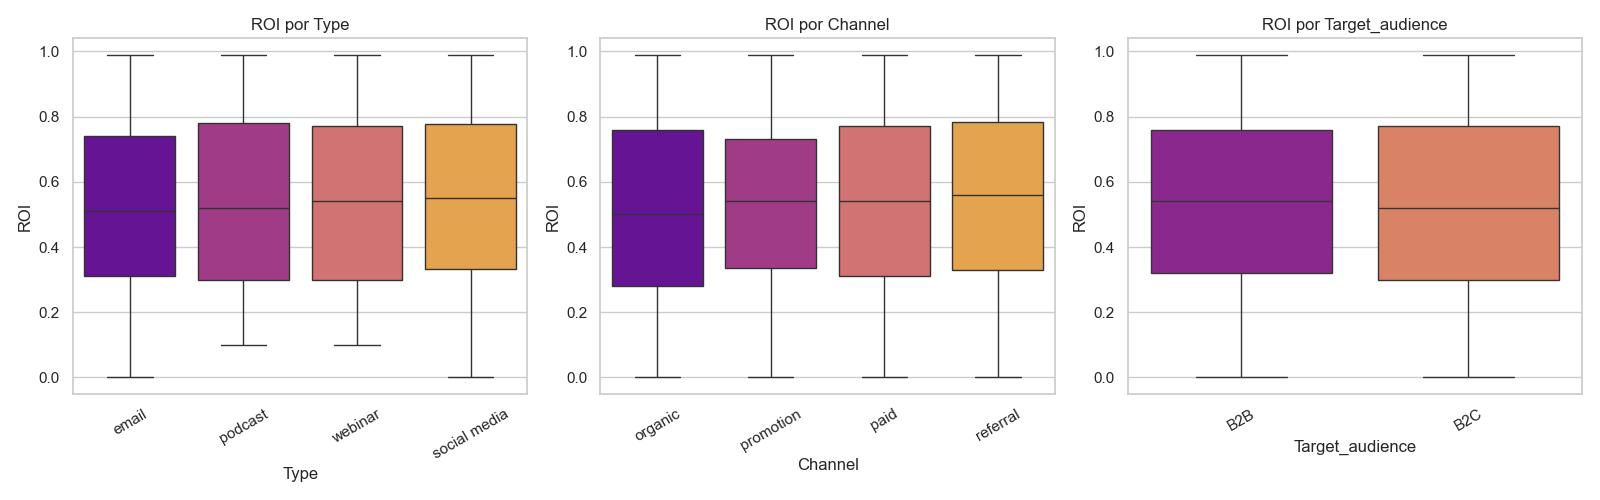 ROI por Type
1.0
0.8
0.6
0.4
0.2
0.0
ROI
email
podcast
webinar
social media
Type
ROI por Channel
1.0
0.8
0.6
0.4
0.2
0.0
ROI
organic
promotion
paid
referral
Channel
ROI por Target_audience
1.0
0.8
0.6
0.4
0.2
0.0
ROI
B2B
B2C
Target_audience